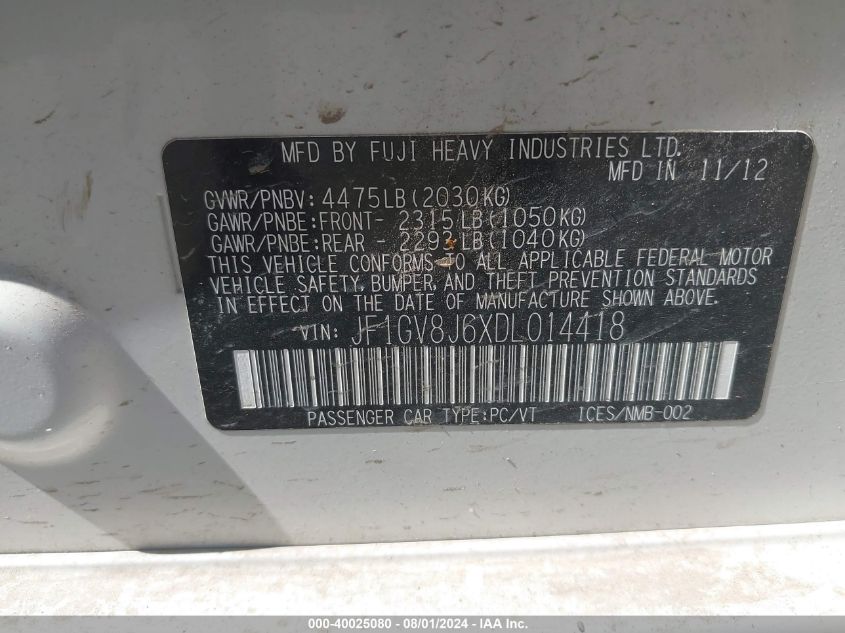 MFD BY FUJI HEAVY INDUSTRIES LTD.
MFD IN 11/12
GVWR/PNBV: 4475LB(2030KG)
GAWR/PNBE:FRONT- 2315LB(1050KG)
GAWR/PNBE:REAR - 2293LB(1040KG)
THIS VEHICLE CONFORMS TO ALL APPLICABLE FEDERAL MOTOR
VEHICLE SAFETY, BUMPER, AND THEFT PREVENTION STANDARDS
IN EFFECT ON THE DATE OF MANUFACTURE SHOWN ABOVE.
VIN: JF1GV8J6XDL014418
PASSENGER CAR TYPE:PC/VT ICES/NMB-002
000-40025080 - 08/01/2024 - IAA Inc.